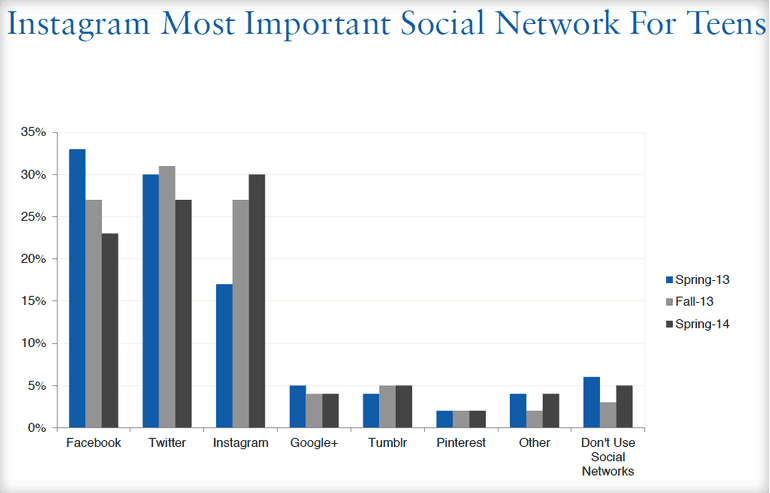 Instagram Most Important Social Network For Teens
35%
30%
25%
20%
15%
10%
5%
0%
Facebook
Twitter
Instagram
Google+
Tumblr
Pinterest
Other
Don't Use
Social
Networks
Spring-13
Fall-13
Spring-14